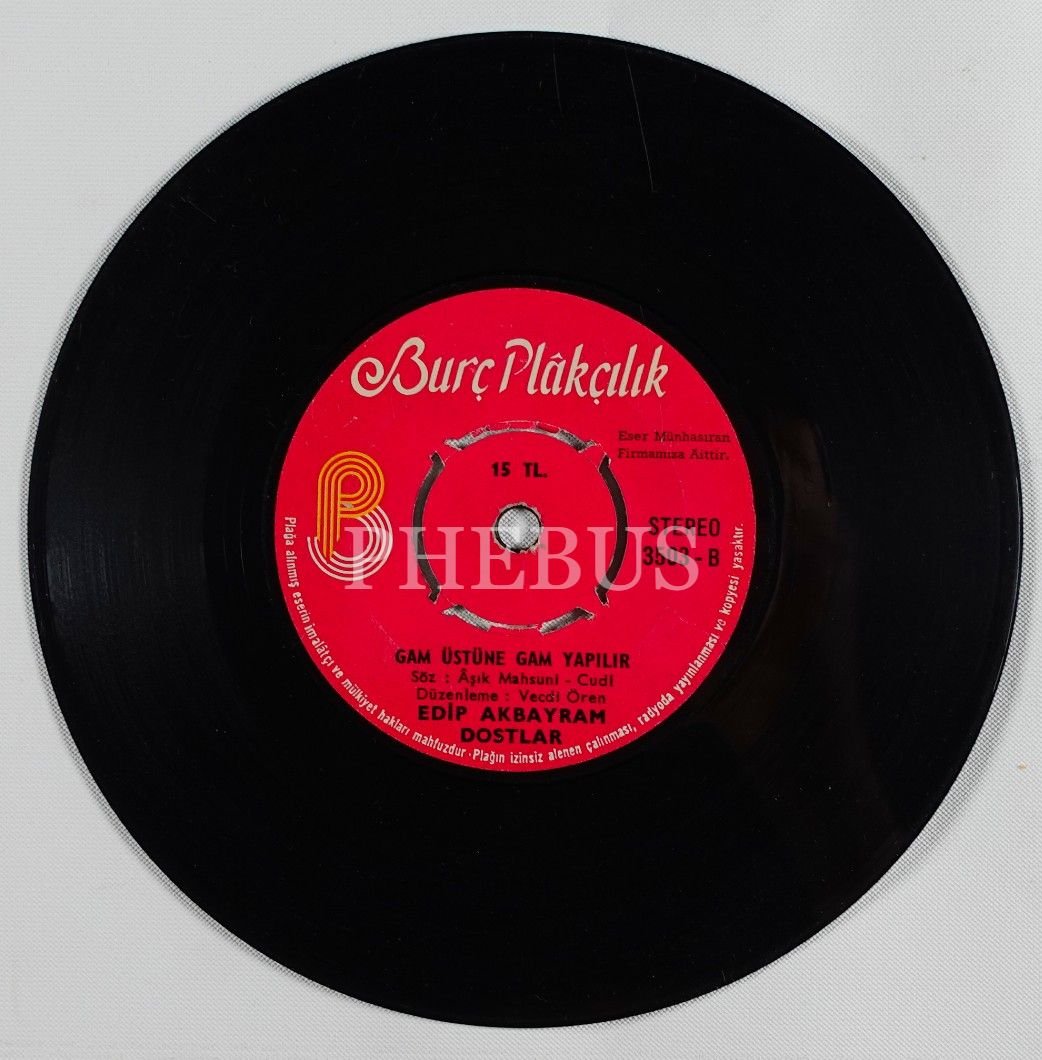 Burç Plâkçılık
Eser Münhasıran
Firmamıza Aittir.
15 TL.
STEREO
3503 - B
PHEBUS
GAM ÜSTÜNE GAM YAPILIR
Söz : Âşık Mahsuni - Cudi
Düzenleme : Vecdi Ören
EDİP AKBAYRAM
DOSTLAR
Plağa alınmış eserin imalâtçı ve mülkiyet hakları mahfuzdur · Plağın izinsiz alenen çalınması, radyoda yayınlanması ve kopyesi yasaktır.